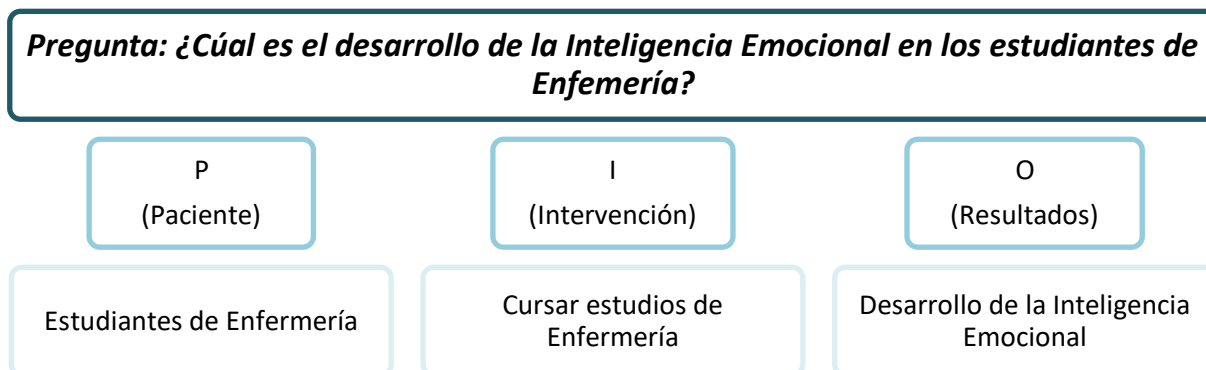 Pregunta: ¿Cúal es el desarrollo de la Inteligencia Emocional en los estudiantes de
Enfemería?
P
(Paciente)
I
(Intervención)
O
(Resultados)
Estudiantes de Enfermería
Cursar estudios de
Enfermería
Desarrollo de la Inteligencia
Emocional